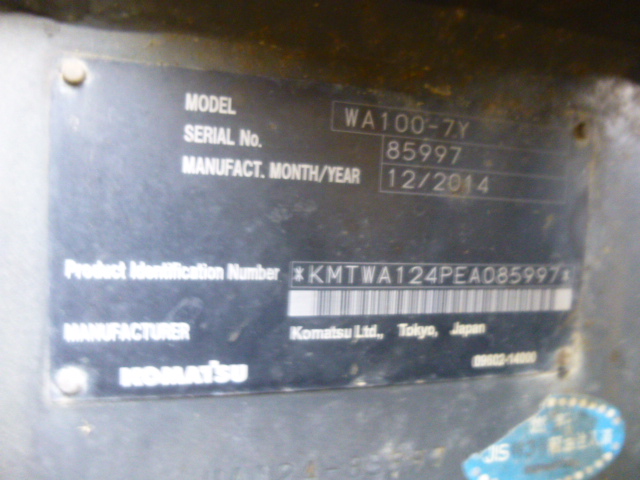 MODEL WA100-7Y
SERIAL No. 85997
MANUFACT. MONTH/YEAR 12/2014
Product Identification Number *KMTWA124PEA085997*
MANUFACTURER Komatsu Ltd., Tokyo, Japan
KOMATSU
JIS